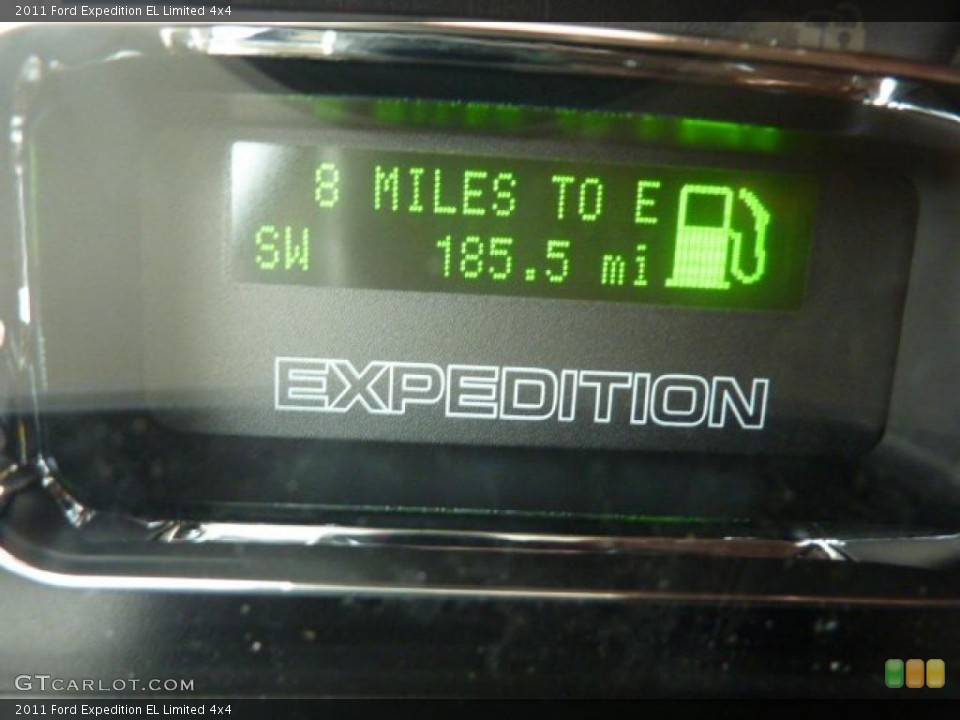 2011 Ford Expedition EL Limited 4x4
8 MILES TO E
SW 185.5 mi
EXPEDITION
GTCARLOT.COM
2011 Ford Expedition EL Limited 4x4